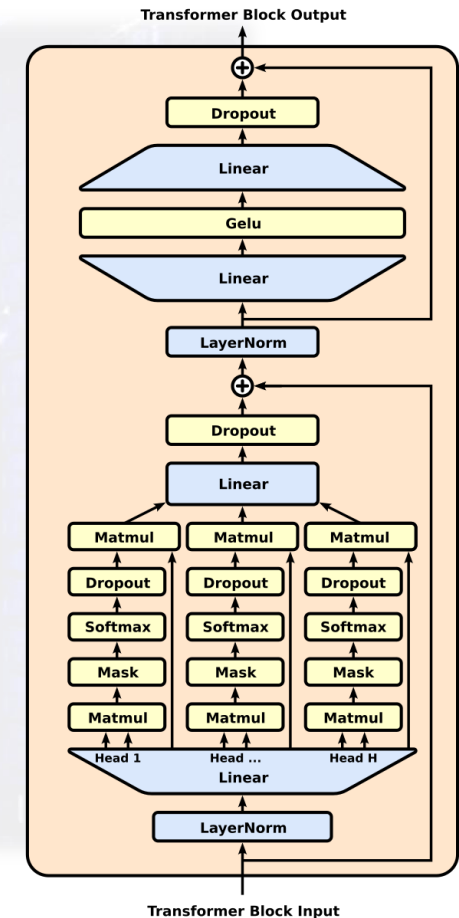 Transformer Block Output
+
Dropout
Linear
Gelu
Linear
LayerNorm
+
Dropout
Linear
Matmul Matmul Matmul
Dropout Dropout Dropout
Softmax Softmax Softmax
Mask Mask Mask
Matmul Matmul Matmul
Head 1 Head ... Head H
Linear
LayerNorm
Transformer Block Input